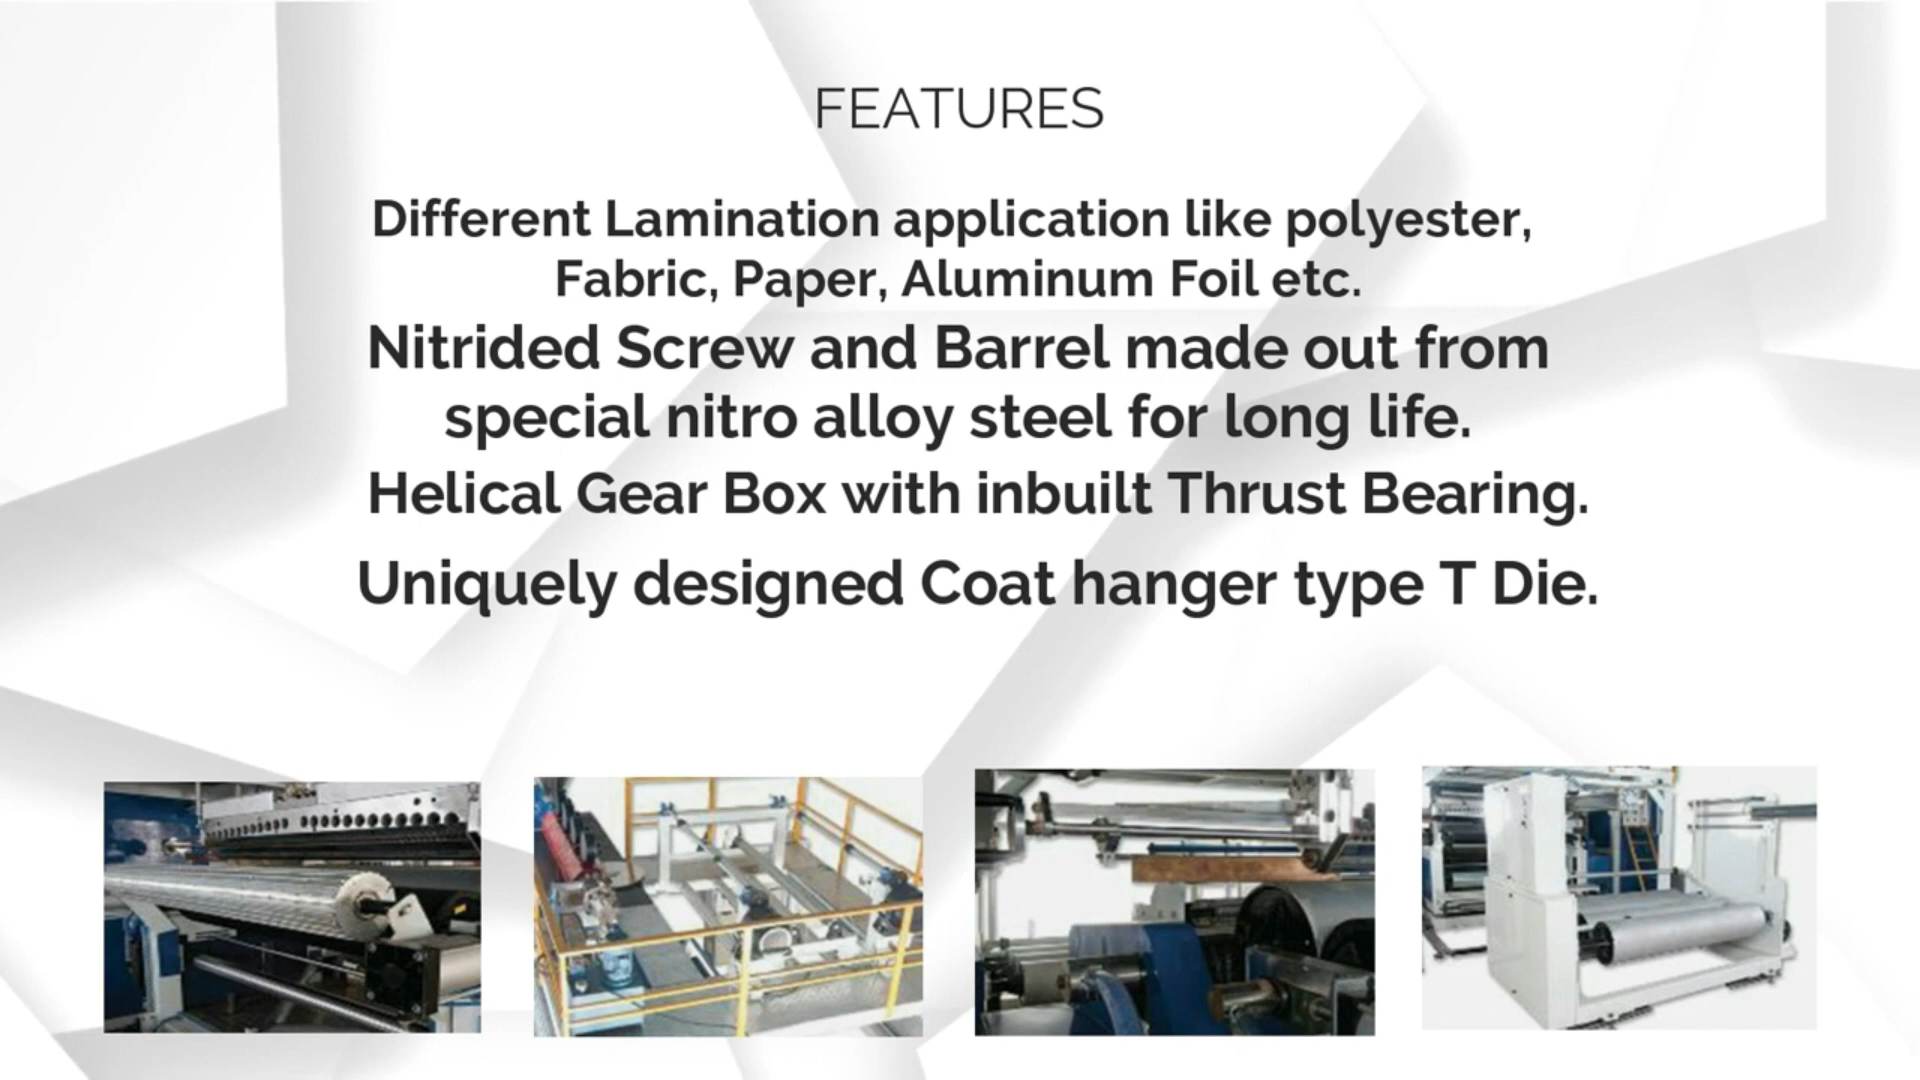 FEATURES
Different Lamination application like polyester,
Fabric, Paper, Aluminum Foil etc.
Nitrided Screw and Barrel made out from
special nitro alloy steel for long life.
Helical Gear Box with inbuilt Thrust Bearing.
Uniquely designed Coat hanger type T Die.